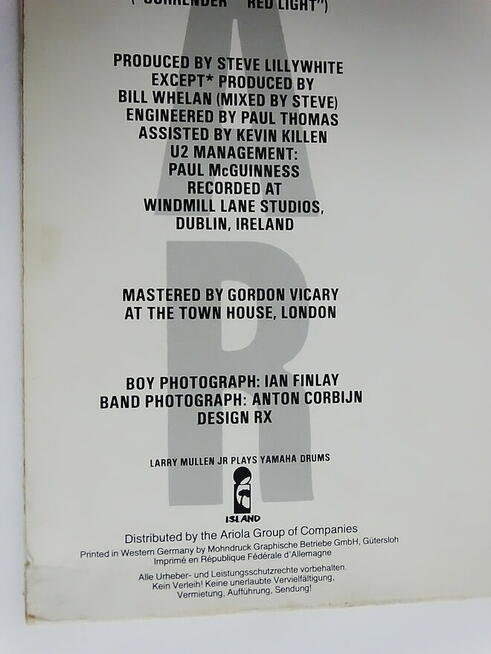 ("SURRENDER" "RED LIGHT")
A
PRODUCED BY STEVE LILLYWHITE
EXCEPT* PRODUCED BY
BILL WHELAN (MIXED BY STEVE)
ENGINEERED BY PAUL THOMAS
ASSISTED BY KEVIN KILLEN
U2 MANAGEMENT:
PAUL McGUINNESS
RECORDED AT
WINDMILL LANE STUDIOS,
DUBLIN, IRELAND
R
MASTERED BY GORDON VICARY
AT THE TOWN HOUSE, LONDON
BOY PHOTOGRAPH: IAN FINLAY
BAND PHOTOGRAPH: ANTON CORBIJN
DESIGN RX
LARRY MULLEN JR PLAYS YAMAHA DRUMS
ISLAND
Distributed by the Ariola Group of Companies
Printed in Western Germany by Mohndruck Graphische Betriebe GmbH, Gütersloh
Imprimé en République Fédérale d'Allemagne
Alle Urheber- und Leistungsschutzrechte vorbehalten.
Kein Verleih! Keine unerlaubte Vervielfältigung,
Vermietung, Aufführung, Sendung!